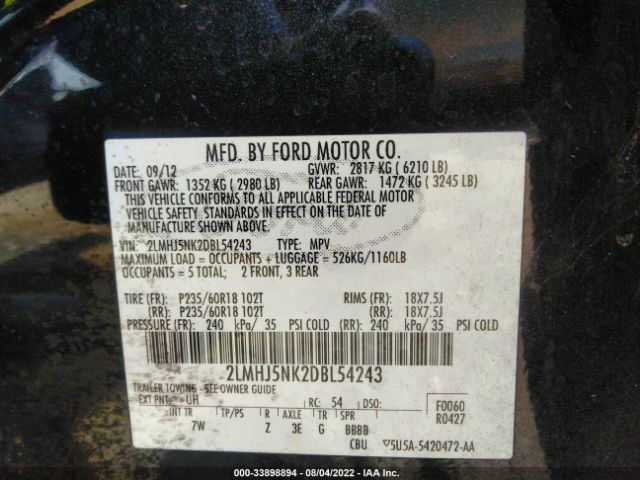 MFD. BY FORD MOTOR CO.
DATE: 09/12 GVWR: 2817 KG ( 6210 LB)
FRONT GAWR: 1352 KG ( 2980 LB) REAR GAWR: 1472 KG ( 3245 LB)
THIS VEHICLE CONFORMS TO ALL APPLICABLE FEDERAL MOTOR
VEHICLE SAFETY STANDARDS IN EFFECT ON THE DATE OF
MANUFACTURE SHOWN ABOVE.
VIN: 2LMHJ5NK2DBL54243 TYPE: MPV
MAXIMUM LOAD = OCCUPANTS + LUGGAGE = 526KG/1160LB
OCCUPANTS = 5 TOTAL; 2 FRONT, 3 REAR
TIRE (FR): P235/60R18 102T RIMS (FR): 18X7.5J
(RR): P235/60R18 102T (RR): 18X7.5J
PRESSURE (FR): 240 kPa/ 35 PSI COLD (RR): 240 kPa/ 35 PSI COLD
2LMHJ5NK2DBL54243
TRAILER TOWING - SEE OWNER GUIDE
EXT PNT: UH RC: 54 DSO: F0060
R0427
INT TR TP/PS R AXLE TR SPR
7W Z 3E G BBBB
CBU 5U5A-5420472-AA
000-33898894 - 08/04/2022 - IAA Inc.